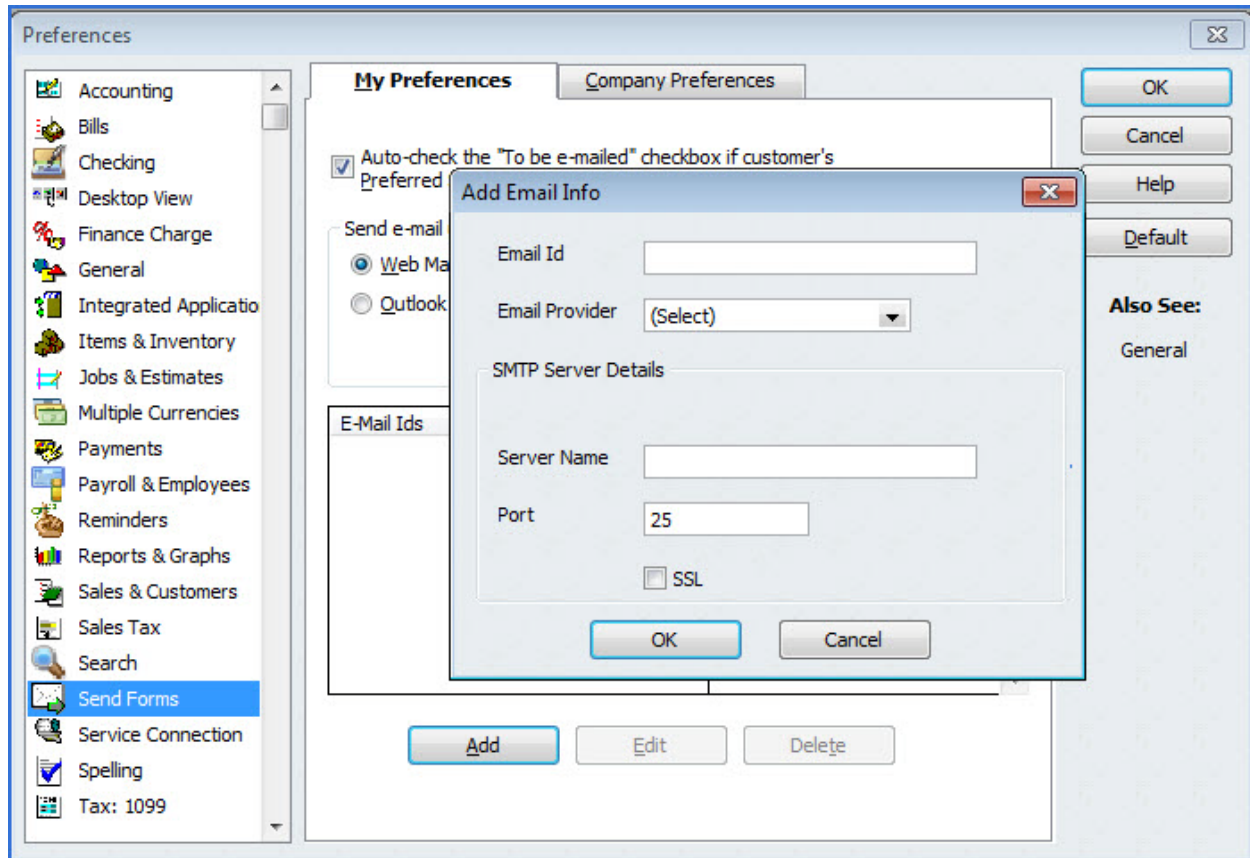 Preferences
Accounting
Bills
Checking
Desktop View
Finance Charge
General
Integrated Applicatio
Items & Inventory
Jobs & Estimates
Multiple Currencies
Payments
Payroll & Employees
Reminders
Reports & Graphs
Sales & Customers
Sales Tax
Search
Send Forms
Service Connection
Spelling
Tax: 1099
My Preferences
Company Preferences
Auto-check the "To be e-mailed" checkbox if customer's
Preferred
Send e-mail
Web Ma
Outlook
E-Mail Ids
Add
Edit
Delete
Add Email Info
Email Id
Email Provider
(Select)
SMTP Server Details
Server Name
Port
25
SSL
OK
Cancel
OK
Cancel
Help
Default
Also See:
General